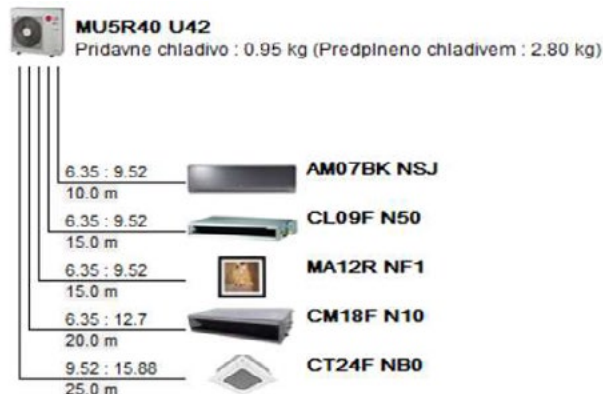 MU5R40 U42
Pridavne chladivo : 0.95 kg (Predplneno chladivem : 2.80 kg)
6.35 : 9.52
AM07BK NSJ
10.0 m
6.35 : 9.52
CL09F N50
15.0 m
6.35 : 9.52
MA12R NF1
15.0 m
6.35 : 12.7
CM18F N10
20.0 m
9.52 : 15.88
CT24F NB0
25.0 m